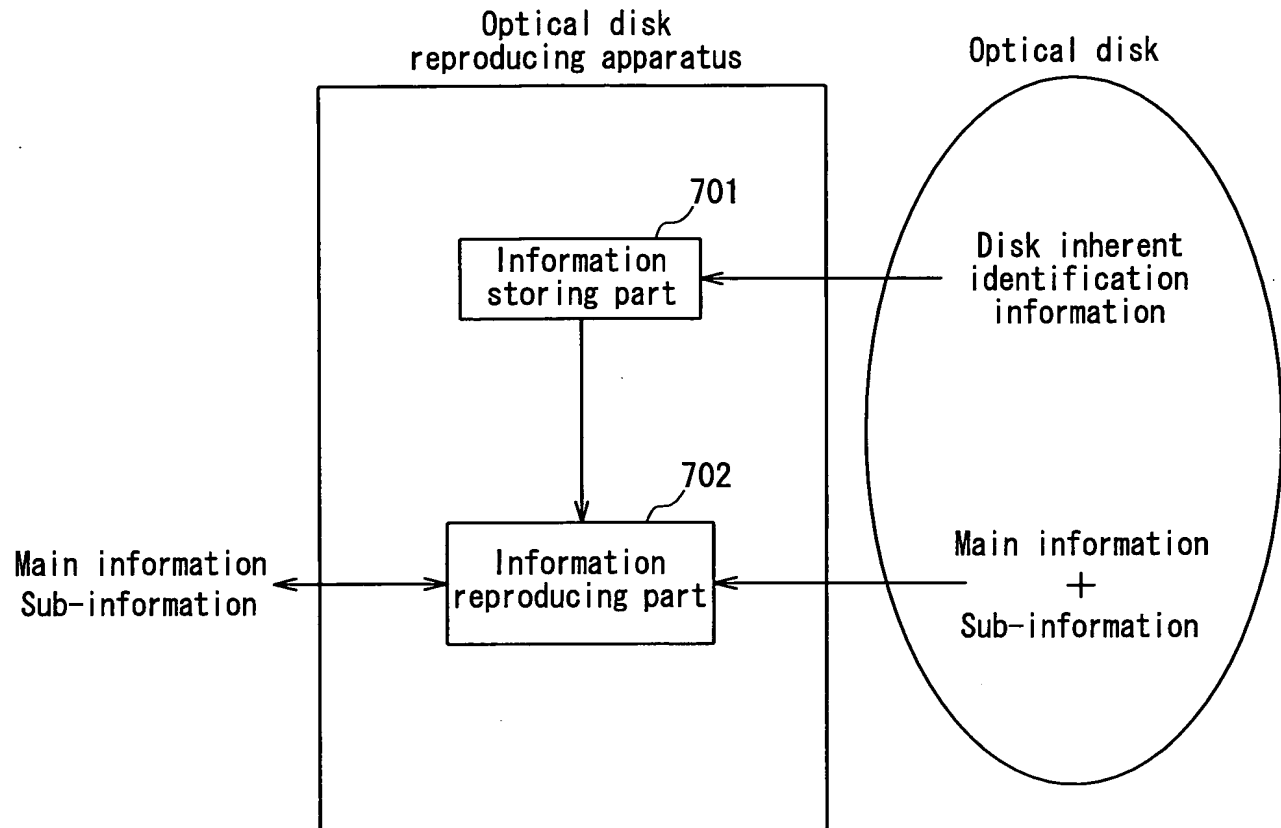 Optical disk
reproducing apparatus
Optical disk
701
Information
storing part
Disk inherent
identification
information
702
Information
reproducing part
Main information
Sub-information
Main information
+
Sub-information